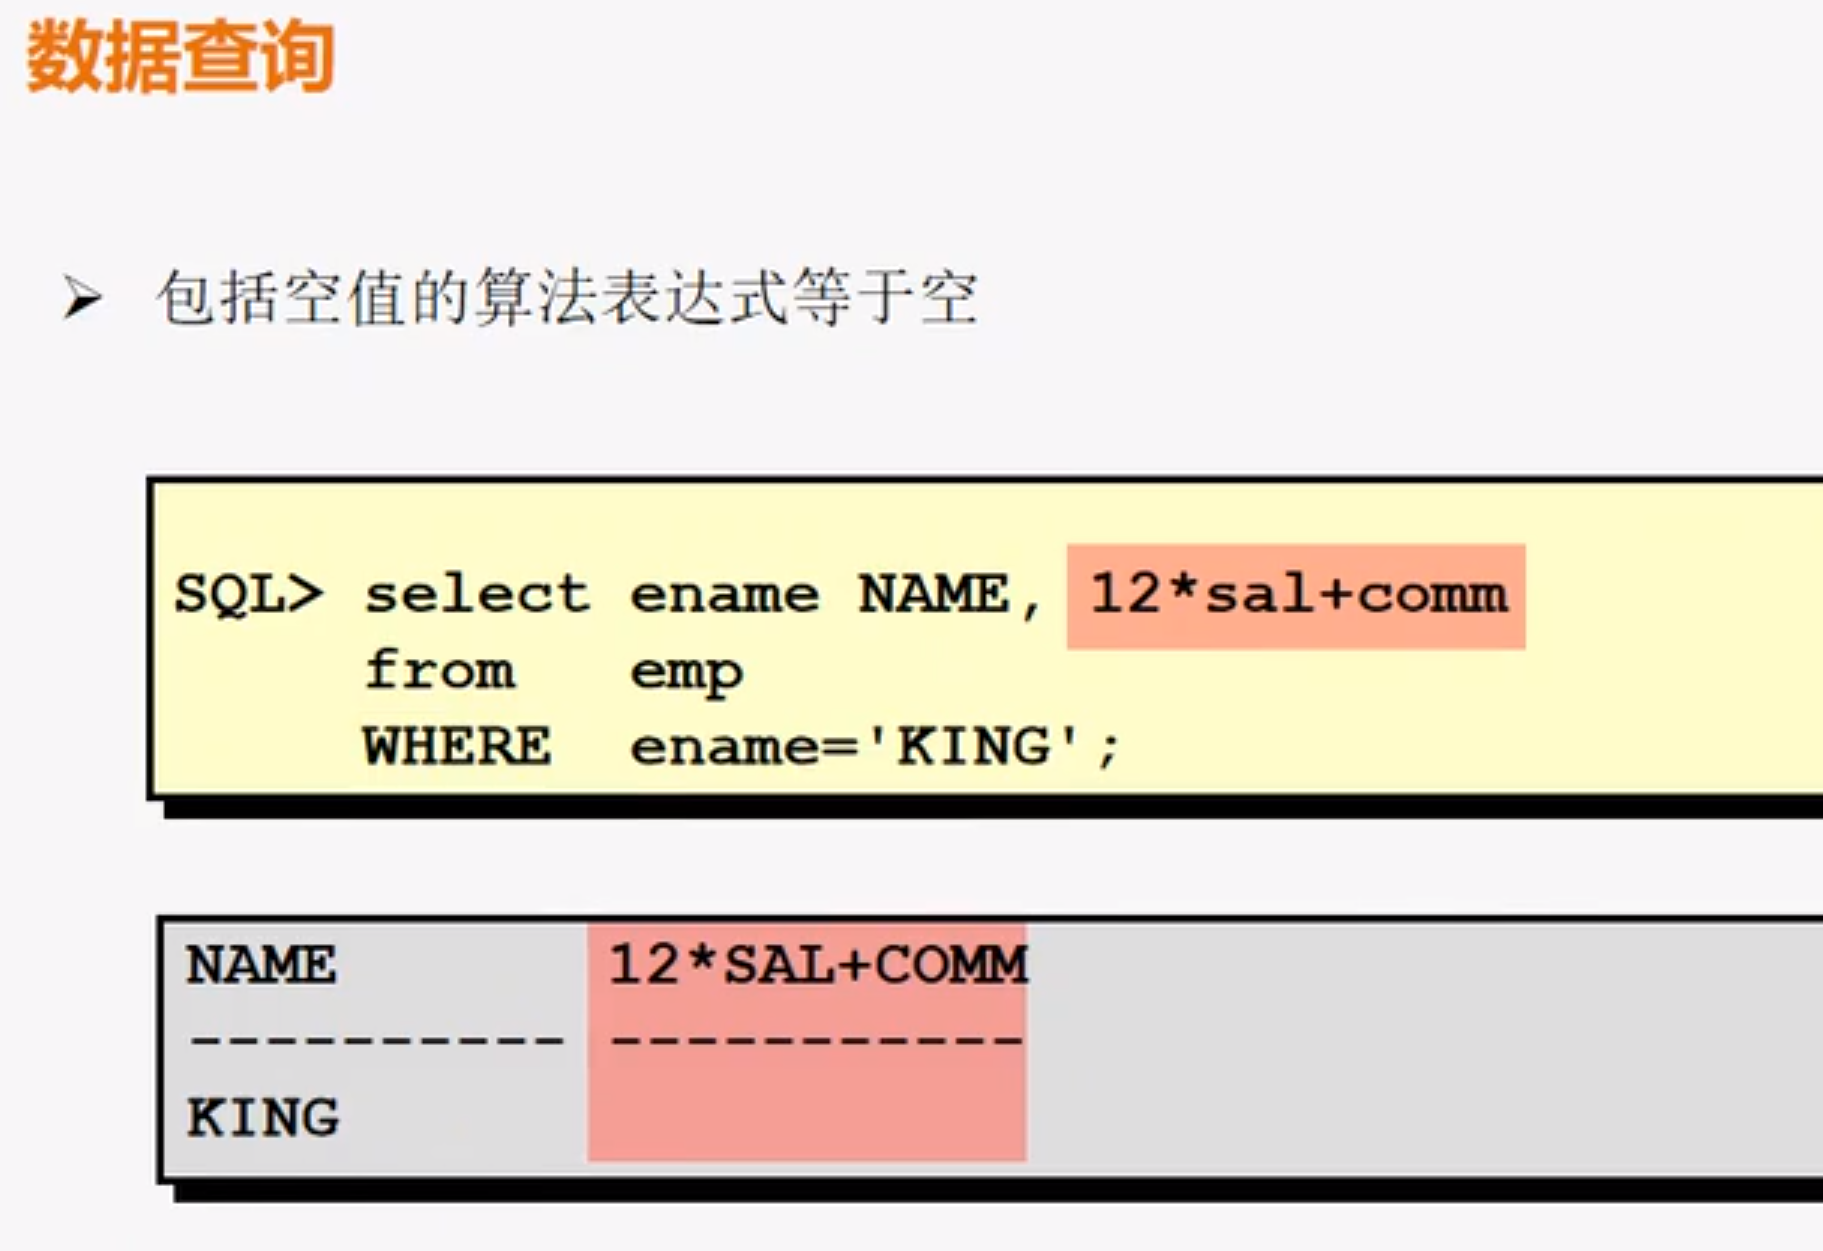 数据查询
➢ 包括空值的算法表达式等于空
SQL> select ename NAME, 12*sal+comm
from emp
WHERE ename='KING';
NAME 12*SAL+COMM
---------- -----------
KING